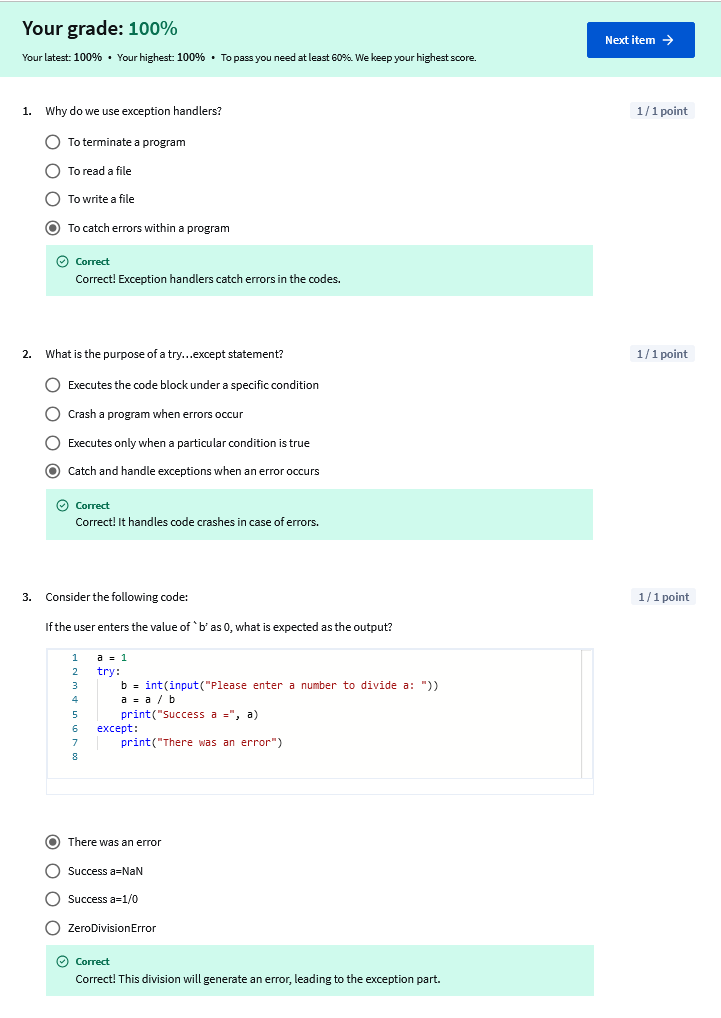 Your grade: 100%
Next item →
Your latest: 100% • Your highest: 100% • To pass you need at least 60%. We keep your highest score.
1. Why do we use exception handlers?
1 / 1 point
To terminate a program
To read a file
To write a file
To catch errors within a program
Correct
Correct! Exception handlers catch errors in the codes.
2. What is the purpose of a try...except statement?
1 / 1 point
Executes the code block under a specific condition
Crash a program when errors occur
Executes only when a particular condition is true
Catch and handle exceptions when an error occurs
Correct
Correct! It handles code crashes in case of errors.
3. Consider the following code:
1 / 1 point
If the user enters the value of `b’ as 0, what is expected as the output?
1 a = 1
2 try:
3     b = int(input("Please enter a number to divide a: "))
4     a = a / b
5     print("Success a =", a)
6 except:
7     print("There was an error")
8
There was an error
Success a=NaN
Success a=1/0
ZeroDivisionError
Correct
Correct! This division will generate an error, leading to the exception part.